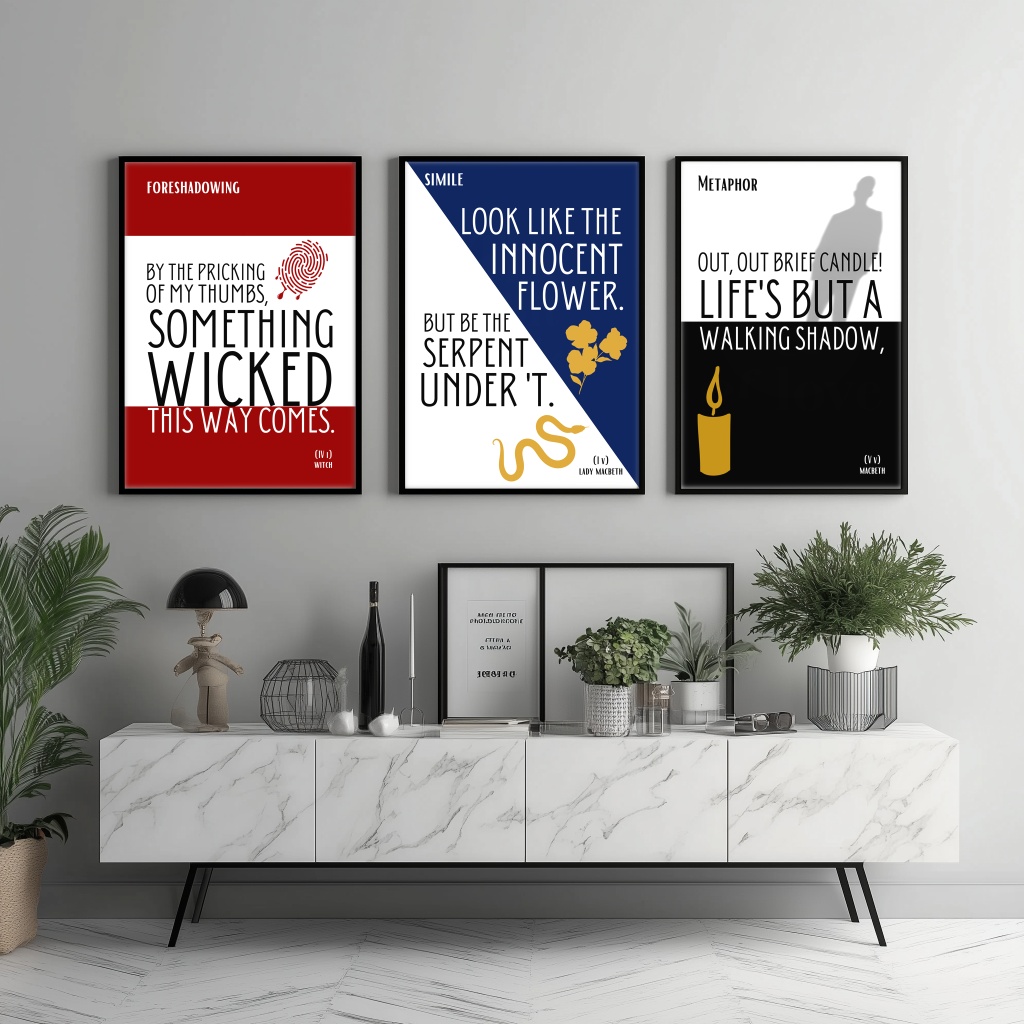 FORESHADOWING
BY THE PRICKING
OF MY THUMBS,
SOMETHING
WICKED
THIS WAY COMES.
(IV i)
WITCH
SIMILE
LOOK LIKE THE
INNOCENT
FLOWER.
BUT BE THE
SERPENT
UNDER 'T.
(I v)
LADY MACBETH
METAPHOR
OUT, OUT BRIEF CANDLE!
LIFE'S BUT A
WALKING SHADOW,
(V v)
MACBETH